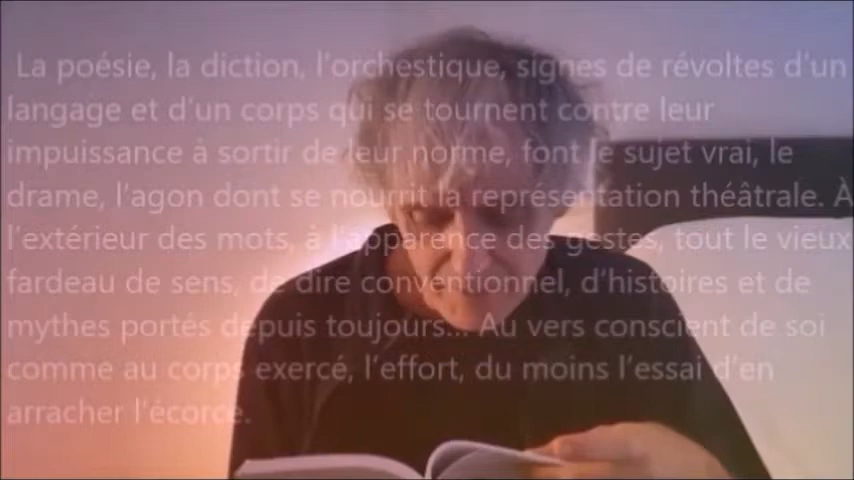 La poésie, la diction, l'orchestique, signes de révoltes d'un
langage et d'un corps qui se tournent contre leur
impuissance à sortir de leur norme, font le sujet vrai, le
drame, l'agon dont se nourrit la représentation théâtrale. À
l'extérieur des mots, à l'apparence des gestes, tout le vieux
fardeau de sens, de dire conventionnel, d'histoires et de
mythes portés depuis toujours... Au vers conscient de soi
comme au corps exercé, l'effort, du moins l'essai d'en
arracher l'écorce.